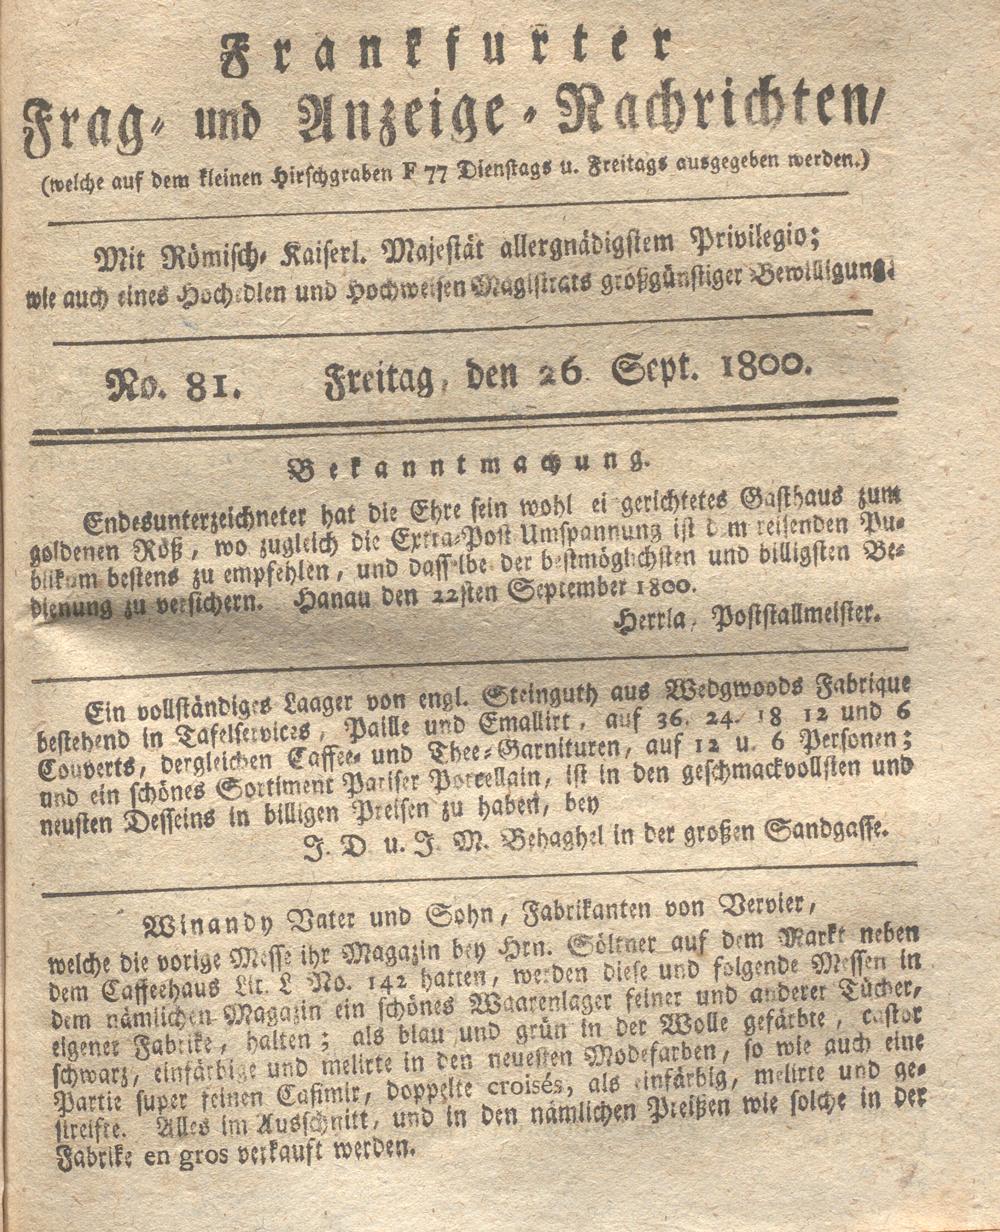 Frankfurter
Frag- und Anzeige-Nachrichten/
(welche auf dem kleinen Hirschgraben F 77 Dienstags u. Freitags ausgegeben werden.)
Mit Römisch- Kaiserl. Majestät allergnädigstem Privilegio;
wie auch eines Hochedlen und Hochweisen Magistrats großgünstiger Bewilligung.
No. 81. Freitag, den 26 Sept. 1800.
Bekanntmachung.
Endesunterzeichneter hat die Ehre sein wohl ei gerichtetes Gasthaus zum
goldenen Röß, wo zugleich die Extra-Post Umspannung ist dem reisenden Pu-
blikum bestens zu empfehlen, und dasselbe der bestmöglichsten und billigsten Be-
dienung zu versichern. Hanau den 22sten September 1800.
Herrla, Poststallmeister.
Ein vollständiges Laager von engl. Steinguth aus Wedgwoods Fabrique
bestehend in Tafelservices, Paille und Emallirt, auf 36. 24. 18 12 und 6
Couverts, dergleichen Caffee- und Thee-Garnituren, auf 12 u. 6 Personen;
und ein schönes Sortiment Pariser Porcellain, ist in den geschmackvollsten und
neusten Desseins in billigen Preisen zu haben, bey
J. D u. J. M. Behaghel in der großen Sandgasse.
Winandy Vater und Sohn, Fabrikanten von Vervier,
welche die vorige Messe ihr Magazin bey Hrn. Söltner auf dem Markt neben
dem Caffeehaus Lit. L No. 142 hatten, werden diese und folgende Messen in
dem nämlichen Magazin ein schönes Waarenlager feiner und anderer Tücher,
eigener Fabrike, halten; als blau und grün in der Wolle gefärbte, castor
schwarz, einfärbige und melirte in den neuesten Modefarben, so wie auch eine
Partie super feinen Casimir, doppelte croisés, als einfärbig, melirte und ge-
streifte. Alles im Ausschnitt, und in den nämlichen Preißen wie solche in der
Fabrike en gros verkauft werden.